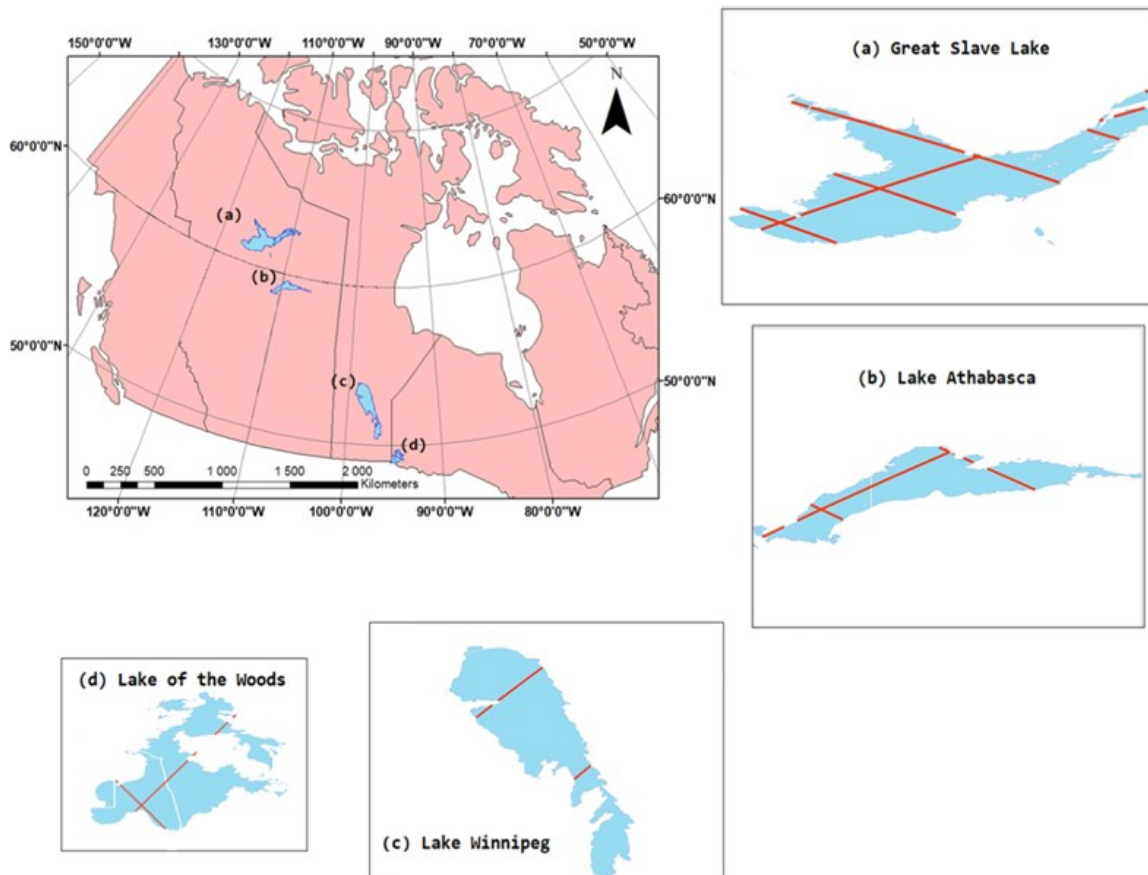 150°0'0"W 130°0'0"W 110°0'0"W 90°0'0"W 70°0'0"W 50°0'0"W
N
60°0'0"N
60°0'0"N
50°0'0"N
50°0'0"N
(a)
(b)
(c)
(d)
0 250 500 1 000 1 500 2 000
Kilometers
120°0'0"W 110°0'0"W 100°0'0"W 90°0'0"W 80°0'0"W
(a) Great Slave Lake
(b) Lake Athabasca
(d) Lake of the Woods
(c) Lake Winnipeg